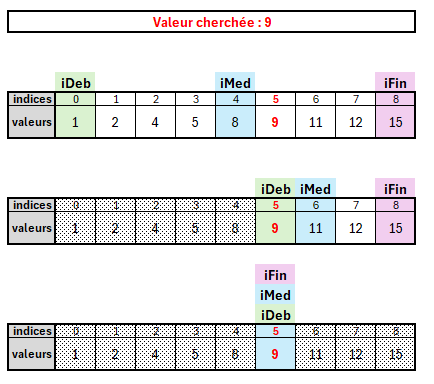 Valeur cherchée : 9
iDeb iMed iFin
indices 0 1 2 3 4 5 6 7 8
valeurs 1 2 4 5 8 9 11 12 15
iDeb iMed iFin
indices 0 1 2 3 4 5 6 7 8
valeurs 1 2 4 5 8 9 11 12 15
iFin
iMed
iDeb
indices 0 1 2 3 4 5 6 7 8
valeurs 1 2 4 5 8 9 11 12 15